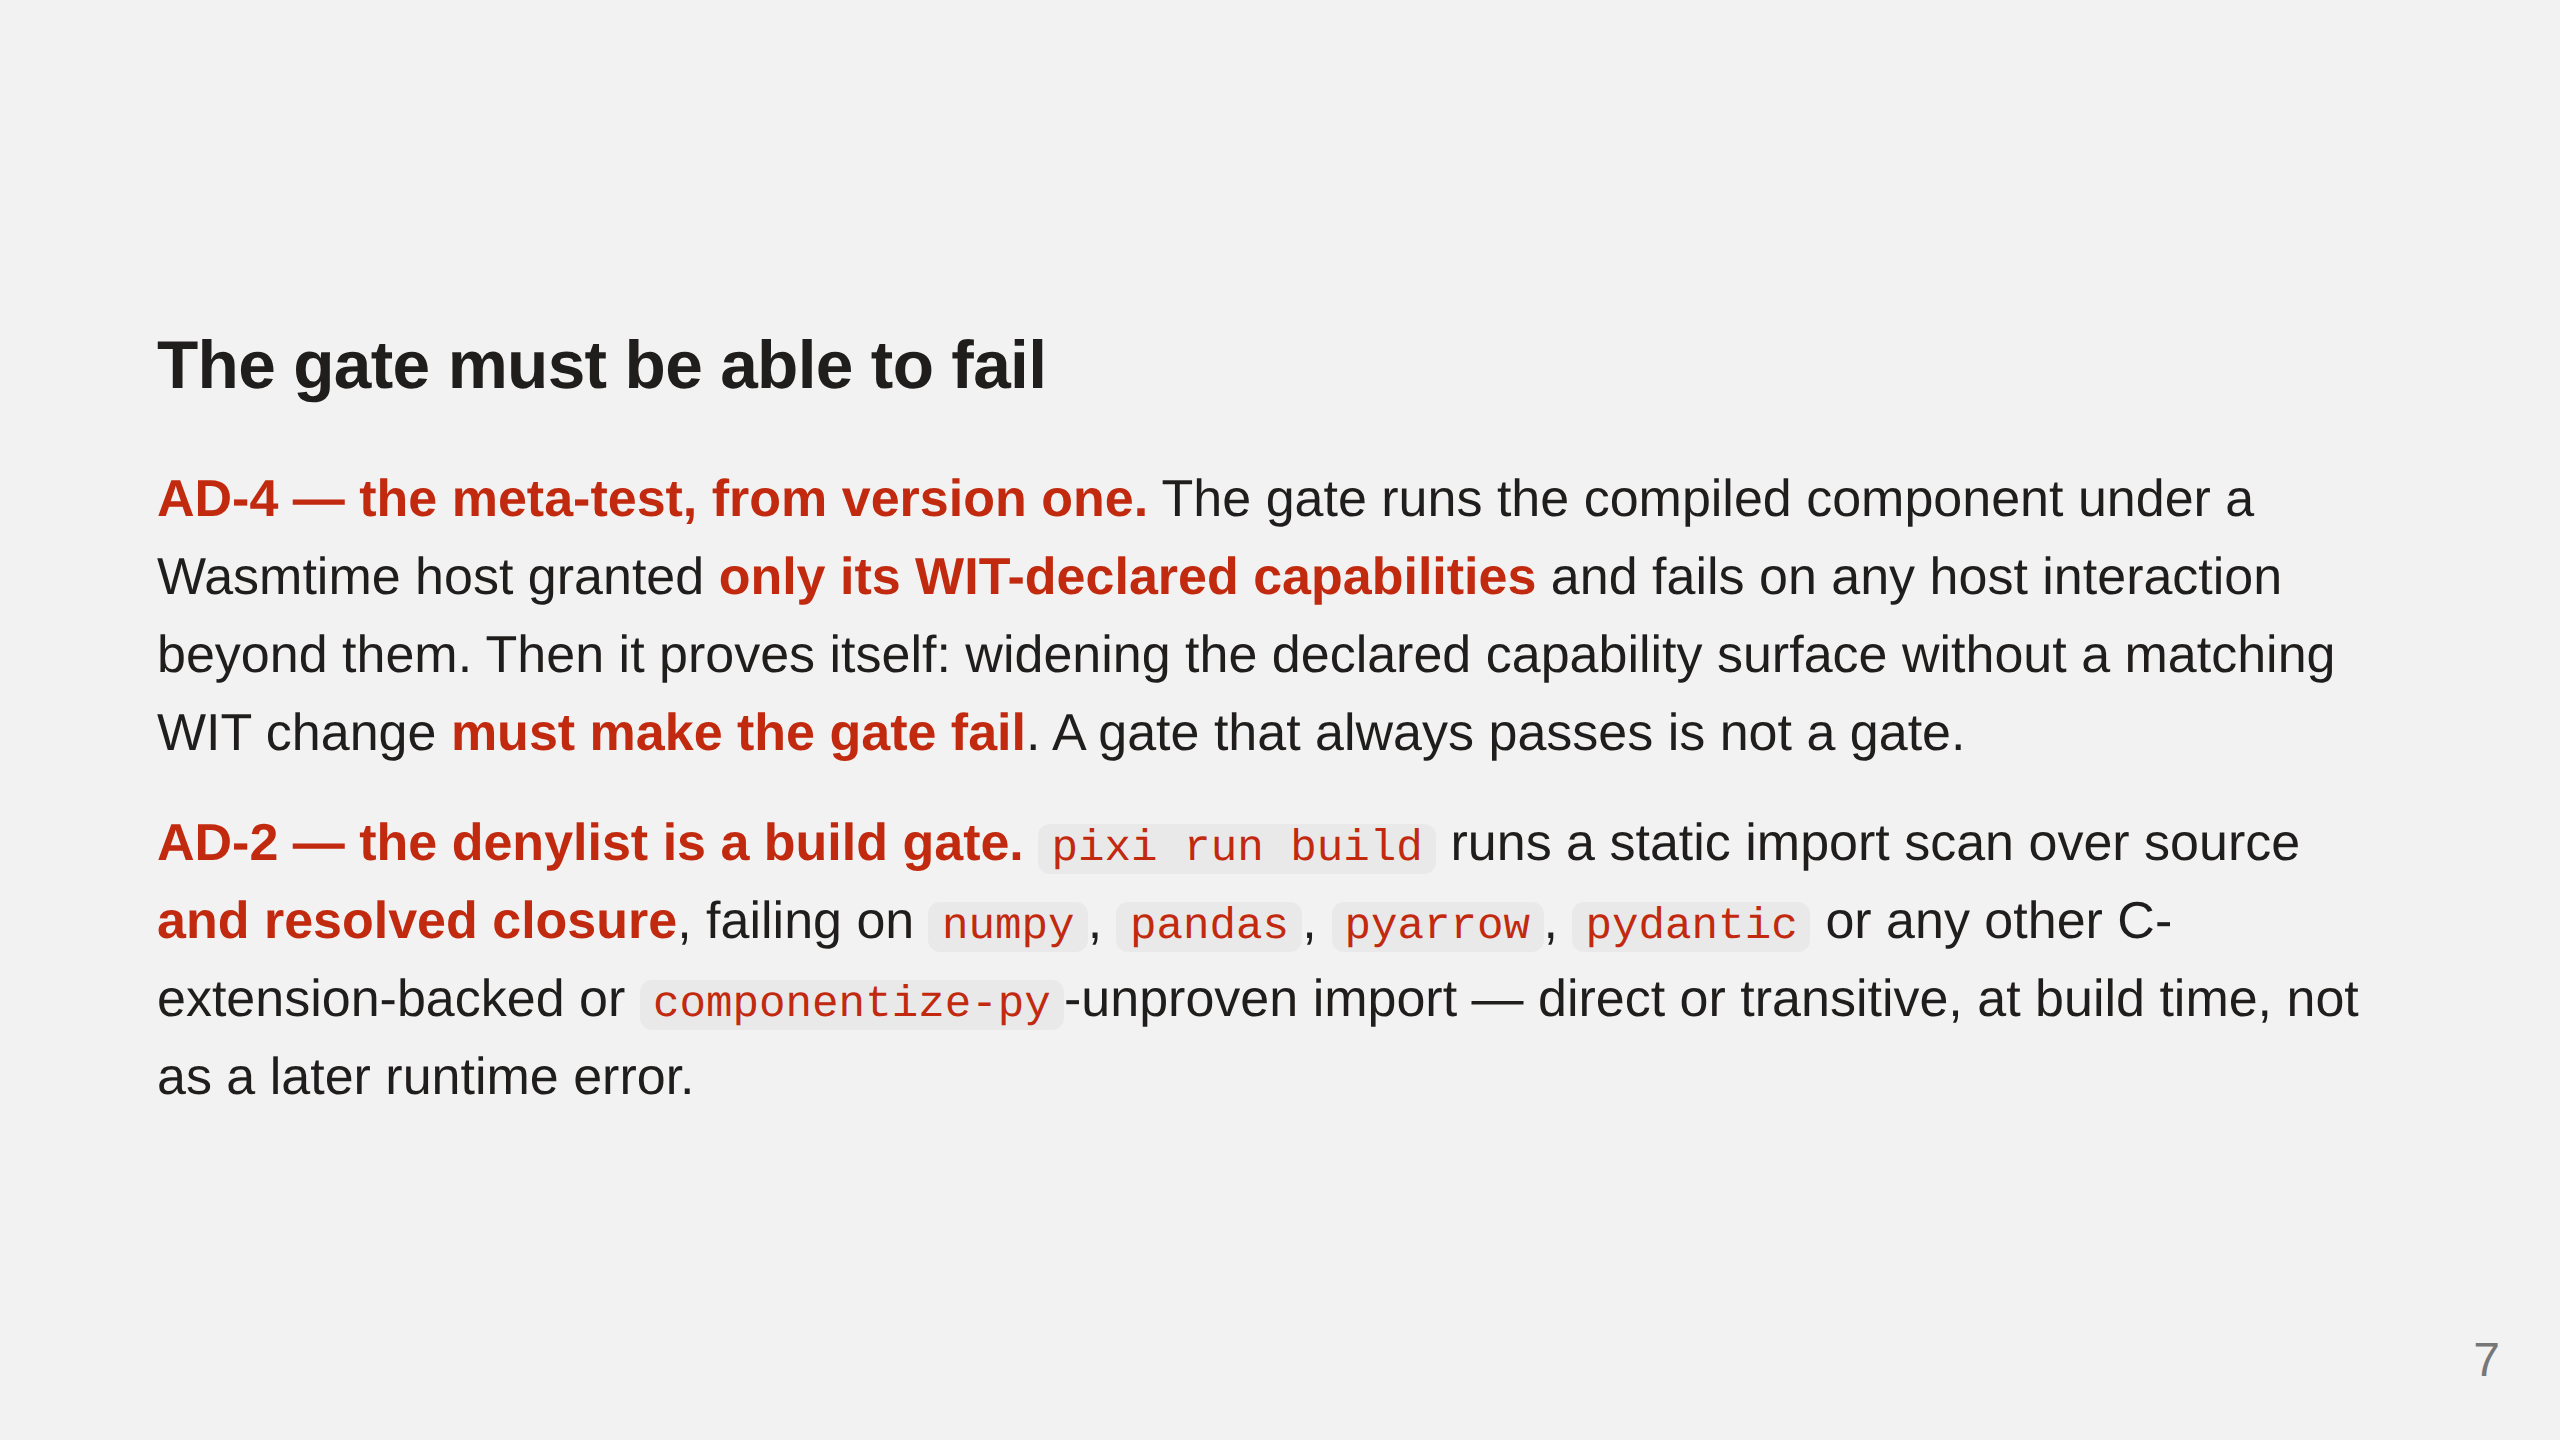 The gate must be able to fail
AD-4 — the meta-test, from version one. The gate runs the compiled component under a
Wasmtime host granted only its WIT-declared capabilities and fails on any host interaction
beyond them. Then it proves itself: widening the declared capability surface without a matching
WIT change must make the gate fail. A gate that always passes is not a gate.
AD-2 — the denylist is a build gate. pixi run build runs a static import scan over source
and resolved closure, failing on numpy, pandas, pyarrow, pydantic or any other C-
extension-backed or componentize-py-unproven import — direct or transitive, at build time, not
as a later runtime error.
7